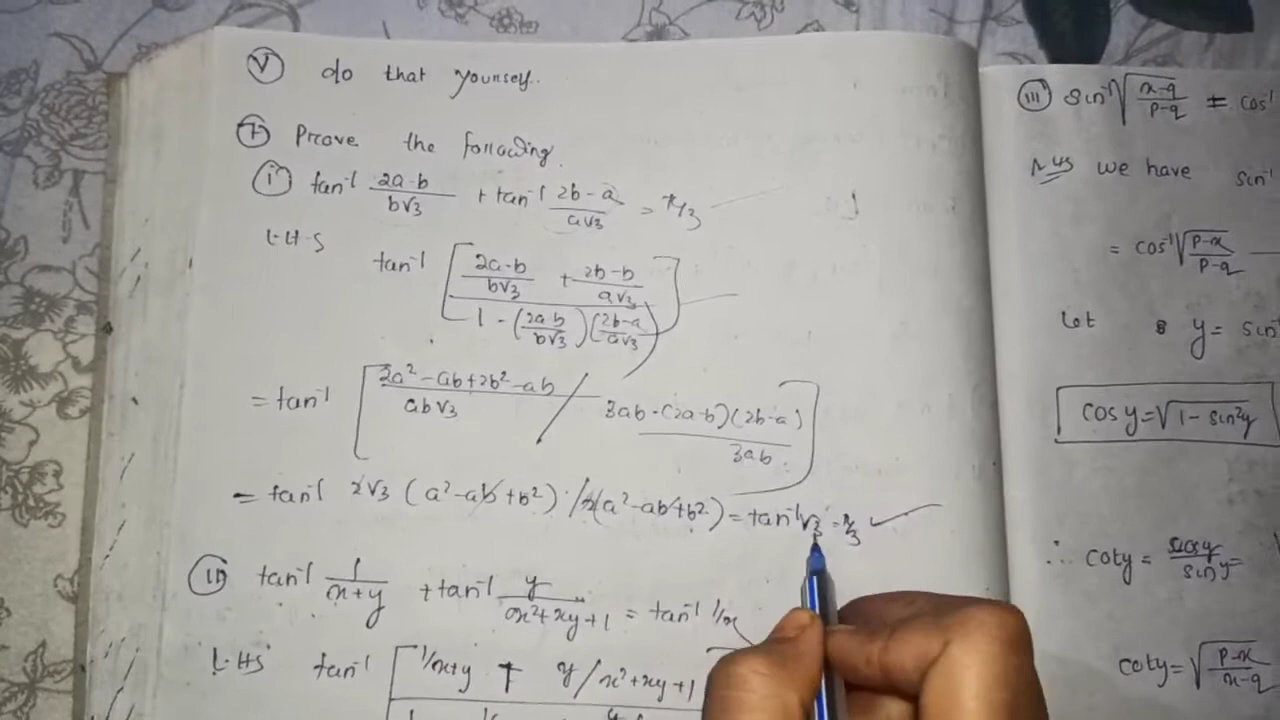 (v) do that yourself.
(7) Prove the following.
(i) tan⁻¹ (2a-b)/(b√3) + tan⁻¹ (2b-a)/(a√3) = π/3
L.H.S
tan⁻¹ [ ((2a-b)/(b√3) + (2b-b)/(a√3)) / (1 - ((2a-b)/(b√3))((2b-a)/(a√3))) ]
= tan⁻¹ [ (2a² - ab + 2b² - ab)/(ab√3) / (3ab - (2a-b)(2b-a))/(3ab) ]
= tan⁻¹ 2√3 (a² - ab + b²) / 2(a² - ab + b²) = tan⁻¹ √3 = π/3
(ii) tan⁻¹ 1/(x+y) + tan⁻¹ y/(x²+xy+1) = tan⁻¹ 1/x
L.H.S tan⁻¹ [ 1/x+y + y/x²+xy+1
(iii) sin⁻¹ √((x-q)/(p-q)) = cos⁻¹
we have sin⁻¹
= cos⁻¹ √((p-x)/(p-q))
Let y = sin⁻¹
cos y = √(1 - sin²y)
∴ cot y = cos y / sin y =
cot y = √((p-x)/(x-q))